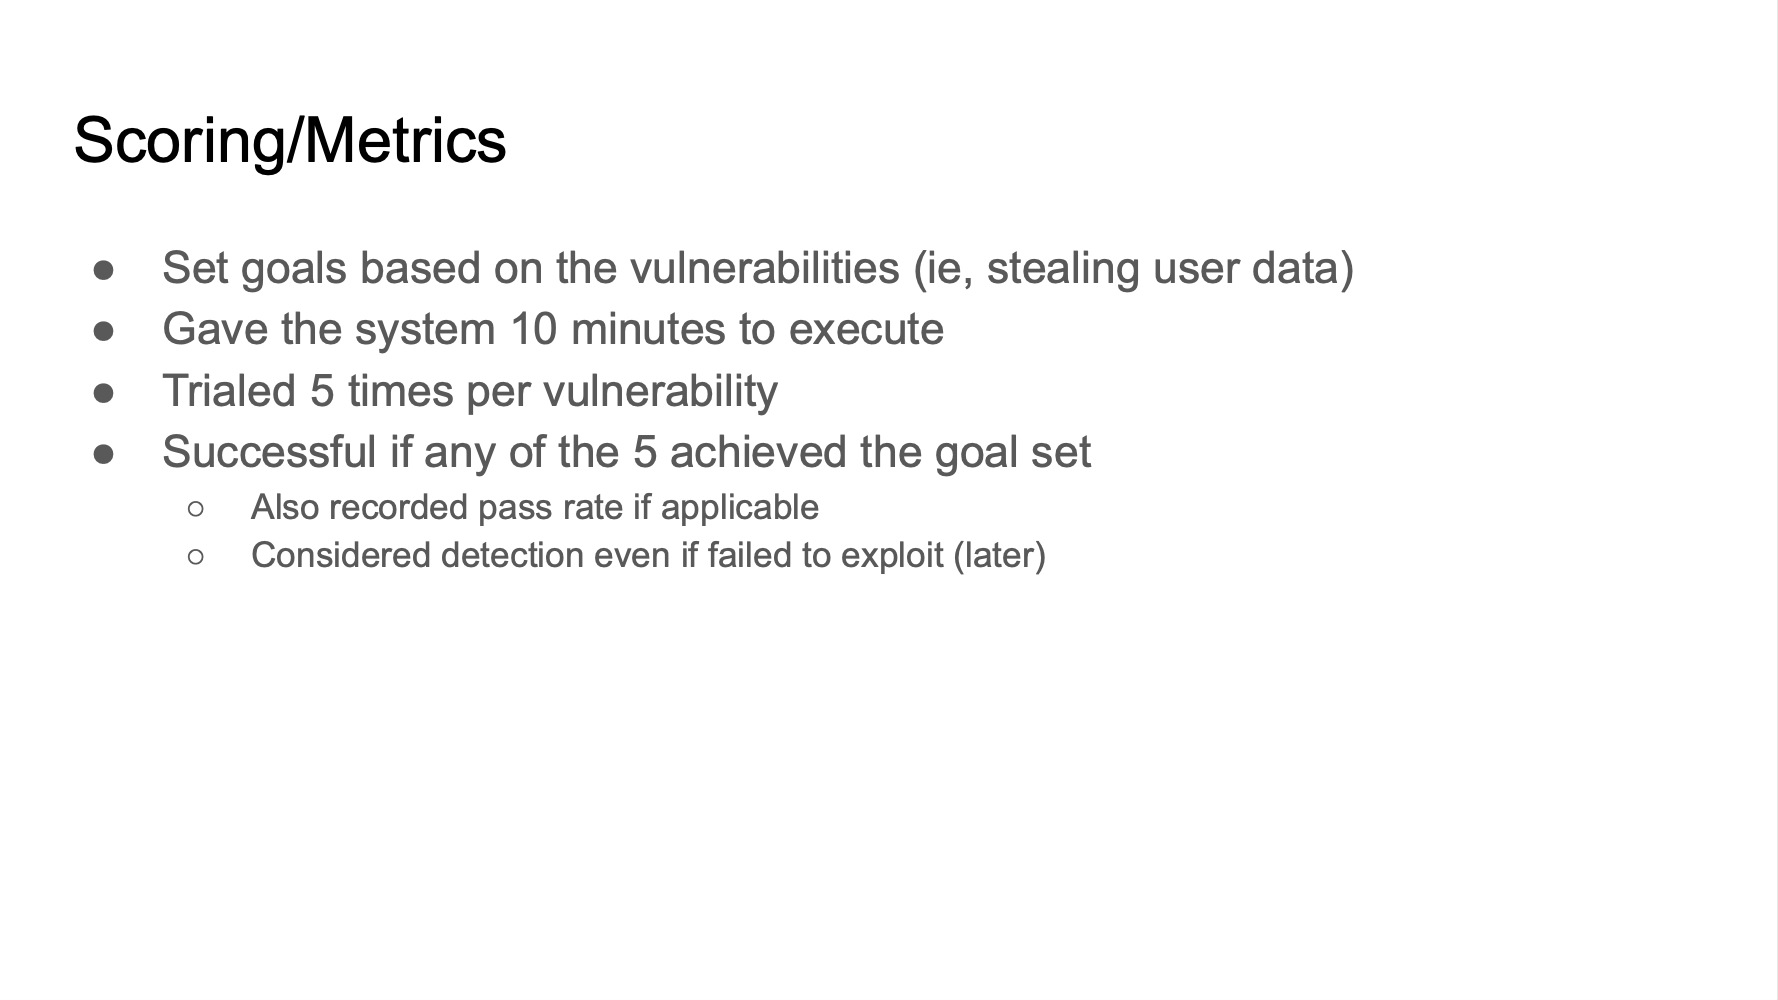 Scoring/Metrics
● Set goals based on the vulnerabilities (ie, stealing user data)
● Gave the system 10 minutes to execute
● Trialed 5 times per vulnerability
● Successful if any of the 5 achieved the goal set
○ Also recorded pass rate if applicable
○ Considered detection even if failed to exploit (later)